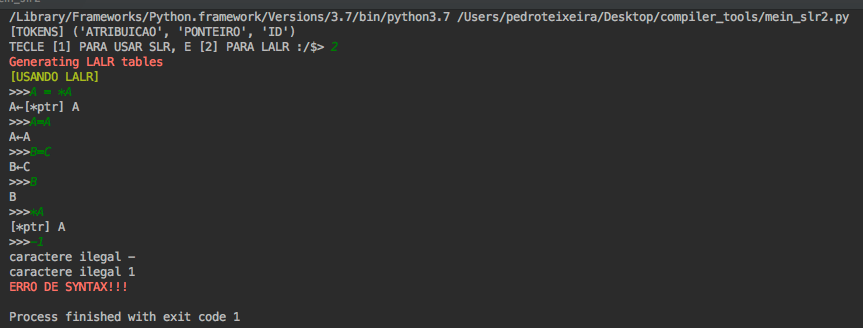 /Library/Frameworks/Python.framework/Versions/3.7/bin/python3.7 /Users/pedroteixeira/Desktop/compiler_tools/mein_slr2.py
[TOKENS] ('ATRIBUICAO', 'PONTEIRO', 'ID')
TECLE [1] PARA USAR SLR, E [2] PARA LALR :/$> 2
Generating LALR tables
[USANDO LALR]
>>>A = *A
A←[*ptr] A
>>>A=A
A←A
>>>B=C
B←C
>>>B
B
>>>*A
[*ptr] A
>>>-1
caractere ilegal -
caractere ilegal 1
ERRO DE SYNTAX!!!
Process finished with exit code 1